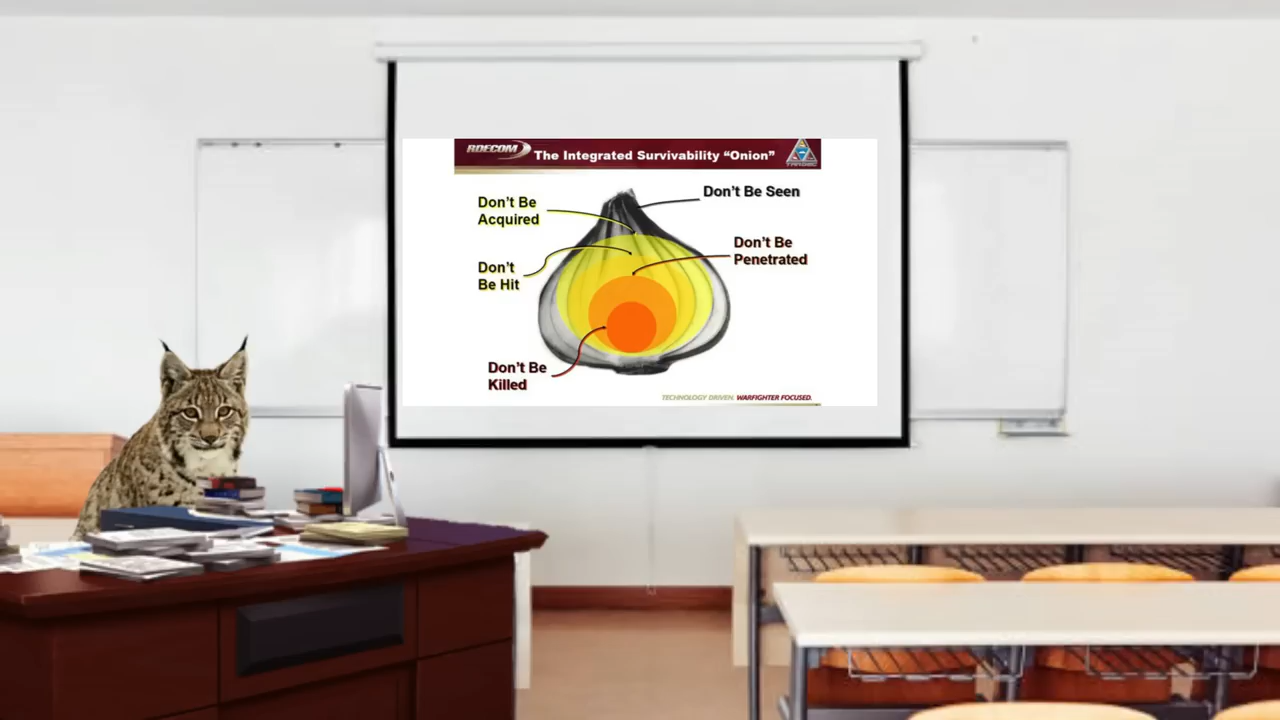 RDECOM
The Integrated Survivability “Onion”
TARDEC
Don’t Be Seen
Don’t Be
Acquired
Don’t Be
Penetrated
Don’t
Be Hit
Don’t Be
Killed
TECHNOLOGY DRIVEN. WARFIGHTER FOCUSED.